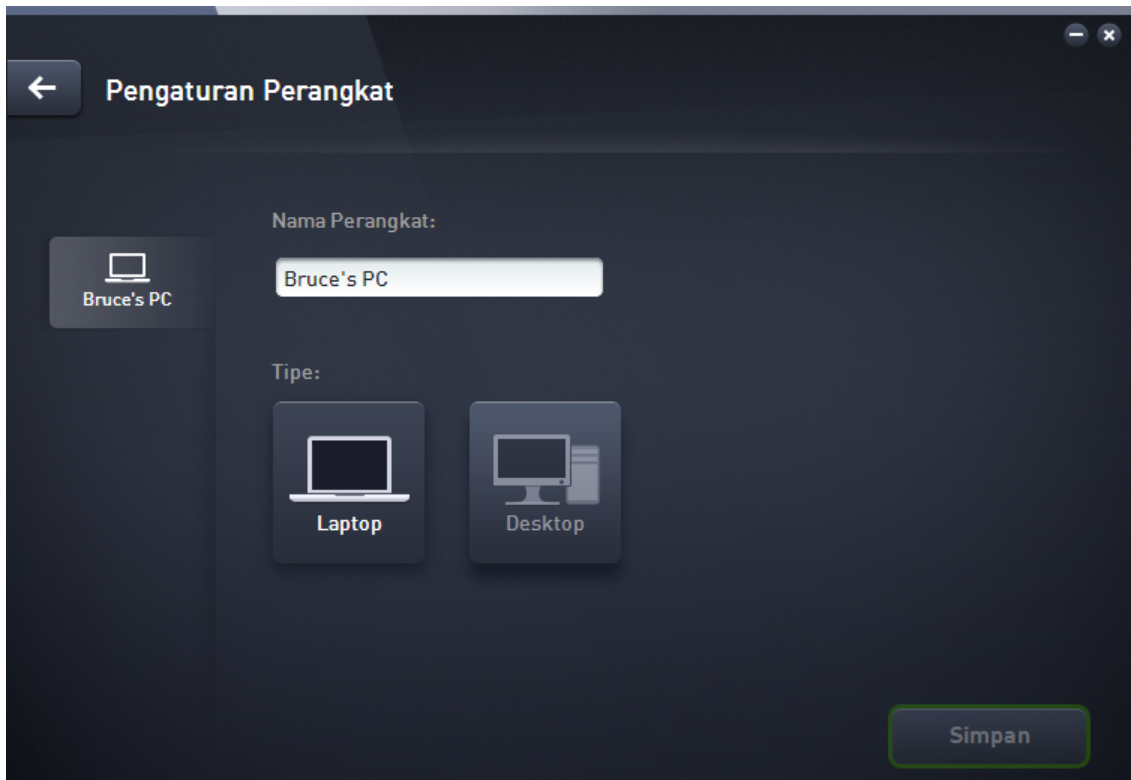 Pengaturan Perangkat
Bruce's PC
Nama Perangkat:
Bruce's PC
Tipe:
Laptop
Desktop
Simpan